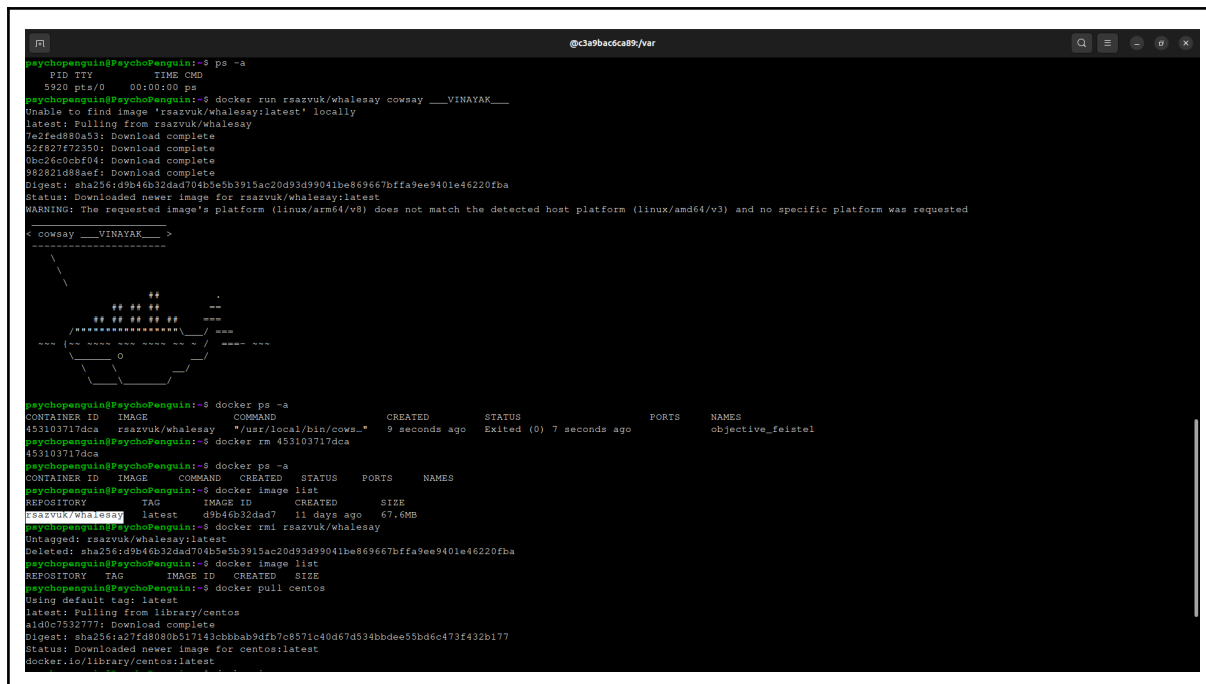 @c3a9bac6ca89:/var
psychopenguin@PsychoPenguin:~$ ps -a
    PID TTY          TIME CMD
   5920 pts/0    00:00:00 ps
psychopenguin@PsychoPenguin:~$ docker run rsazvuk/whalesay cowsay ___VINAYAK___
Unable to find image 'rsazvuk/whalesay:latest' locally
latest: Pulling from rsazvuk/whalesay
7e2fed880a53: Download complete
52f827f72350: Download complete
0bc26c0cbf04: Download complete
982821d88aef: Download complete
Digest: sha256:d9b46b32dad704b5e5b3915ac20d93d99041be869667bffa9ee9401e46220fba
Status: Downloaded newer image for rsazvuk/whalesay:latest
WARNING: The requested image's platform (linux/arm64/v8) does not match the detected host platform (linux/amd64/v3) and no specific platform was requested
 ______________________
< cowsay ___VINAYAK___ >
 ----------------------
    \
     \
      \
                    ##         .
              ## ## ##        ==
           ## ## ## ## ##    ===
       /"""""""""""""""""\___/ ===
  ~~~ {~~ ~~~~ ~~~ ~~~~ ~~ ~ /  ===- ~~~
       \______ O           __/
         \    \         __/
          \____\_______/
psychopenguin@PsychoPenguin:~$ docker ps -a
CONTAINER ID   IMAGE              COMMAND                  CREATED         STATUS                     PORTS     NAMES
453103717dca   rsazvuk/whalesay   "/usr/local/bin/cows…"   9 seconds ago   Exited (0) 7 seconds ago             objective_feistel
psychopenguin@PsychoPenguin:~$ docker rm 453103717dca
453103717dca
psychopenguin@PsychoPenguin:~$ docker ps -a
CONTAINER ID   IMAGE     COMMAND   CREATED   STATUS    PORTS     NAMES
psychopenguin@PsychoPenguin:~$ docker image list
REPOSITORY         TAG       IMAGE ID       CREATED       SIZE
rsazvuk/whalesay   latest    d9b46b32dad7   11 days ago   67.6MB
psychopenguin@PsychoPenguin:~$ docker rmi rsazvuk/whalesay
Untagged: rsazvuk/whalesay:latest
Deleted: sha256:d9b46b32dad704b5e5b3915ac20d93d99041be869667bffa9ee9401e46220fba
psychopenguin@PsychoPenguin:~$ docker image list
REPOSITORY   TAG       IMAGE ID   CREATED   SIZE
psychopenguin@PsychoPenguin:~$ docker pull centos
Using default tag: latest
latest: Pulling from library/centos
a1d0c7532777: Download complete
Digest: sha256:a27fd8080b517143cbbbab9dfb7c8571c40d67d534bbdee55bd6c473f432b177
Status: Downloaded newer image for centos:latest
docker.io/library/centos:latest